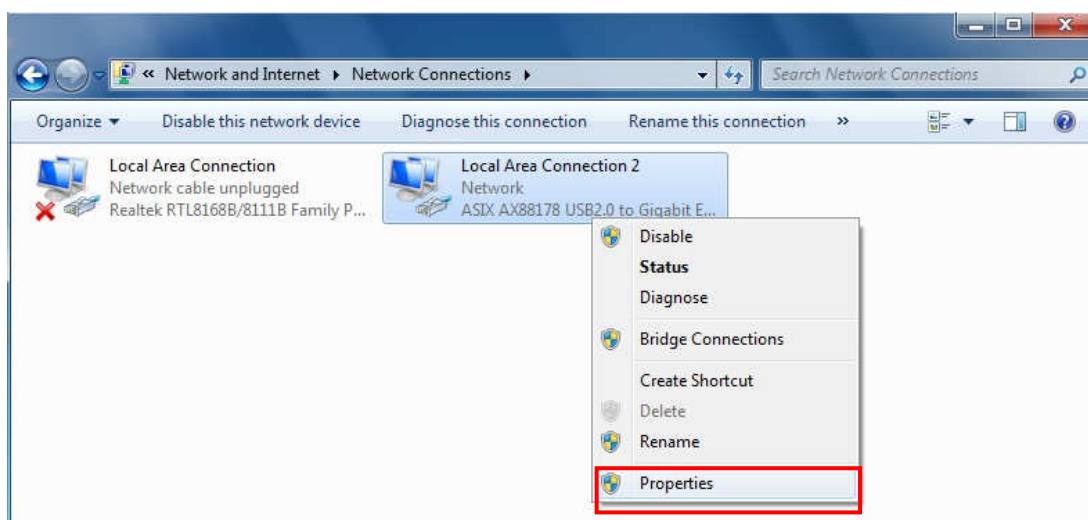 « Network and Internet ▸ Network Connections ▸
Search Network Connections
Organize ▾ Disable this network device Diagnose this connection Rename this connection »
Local Area Connection
Network cable unplugged
Realtek RTL8168B/8111B Family P...
Local Area Connection 2
Network
ASIX AX88178 USB2.0 to Gigabit E...
Disable
Status
Diagnose
Bridge Connections
Create Shortcut
Delete
Rename
Properties